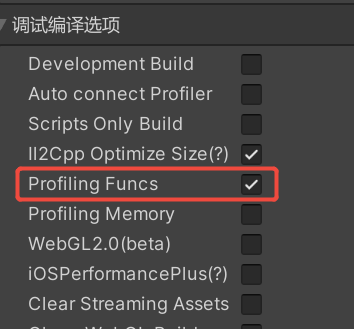 调试编译选项
Development Build
Auto connect Profiler
Scripts Only Build
Il2Cpp Optimize Size(?)
Profiling Funcs
Profiling Memory
WebGL2.0(beta)
iOSPerformancePlus(?)
Clear Streaming Assets